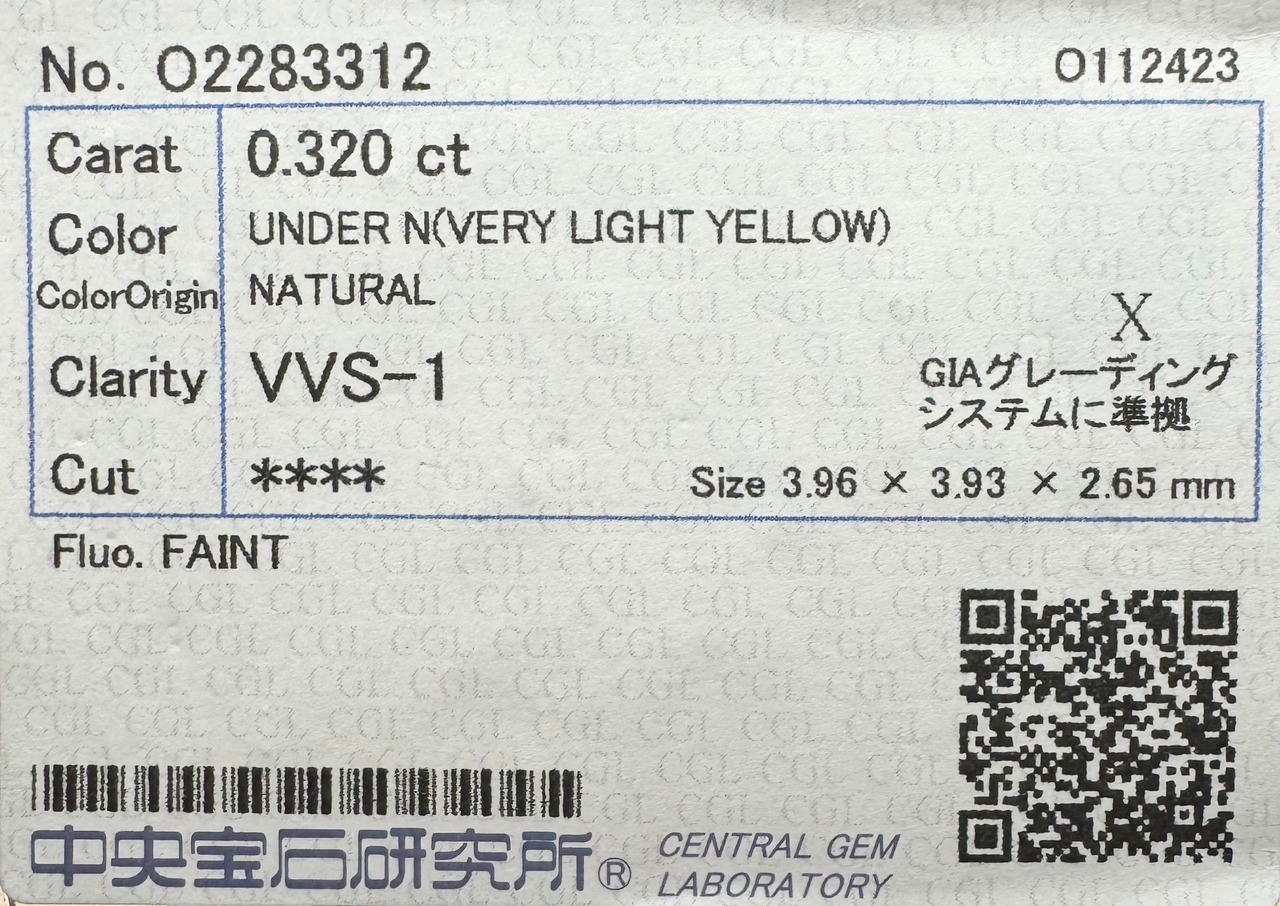 No. O2283312 O112423
Carat 0.320 ct
Color UNDER N(VERY LIGHT YELLOW)
ColorOrigin NATURAL
X
Clarity VVS-1 GIAグレーディング
システムに準拠
Cut **** Size 3.96 × 3.93 × 2.65 mm
Fluo. FAINT
中央宝石研究所® CENTRAL GEM
LABORATORY